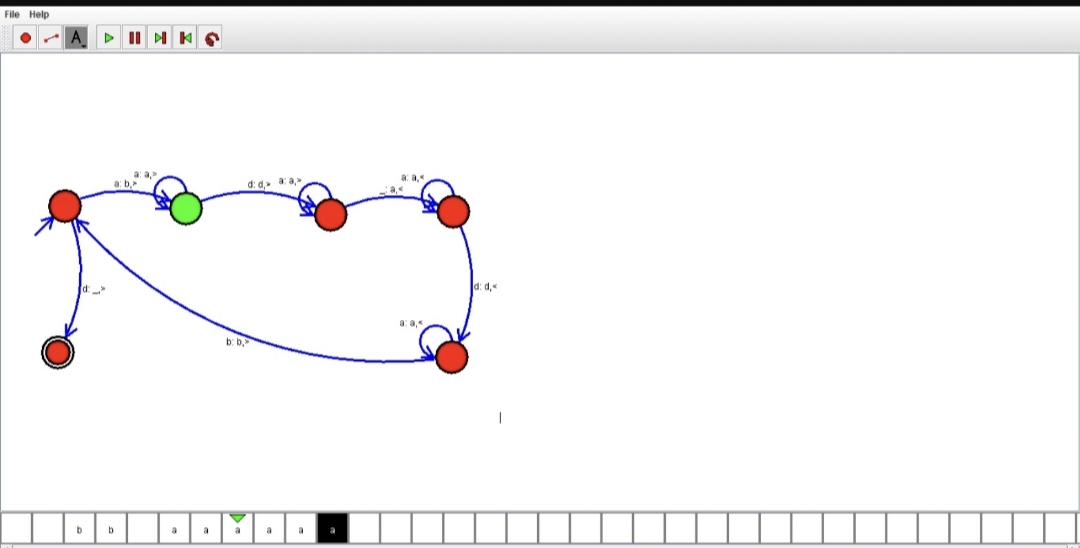 File Help
A
a: a,>
a: b,>
d: d,>
a: a,>
_: a,<
a: a,<
d: _,>
d: d,<
a: a,<
b: b,>
b b a a a a a a